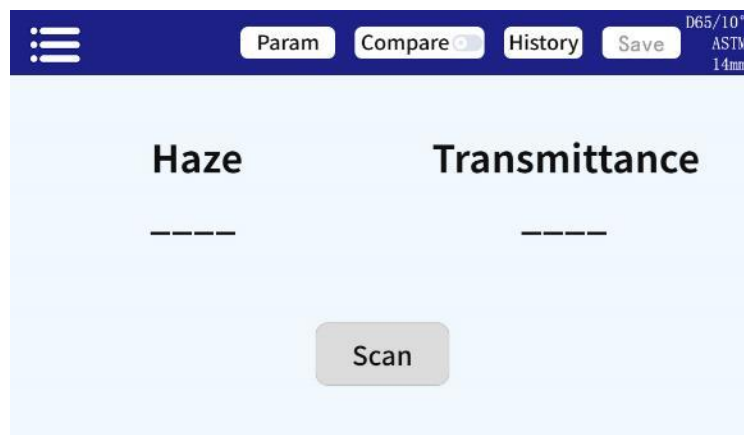 Param Compare History Save D65/10°
ASTM
14mm
Haze Transmittance
---- ----
Scan